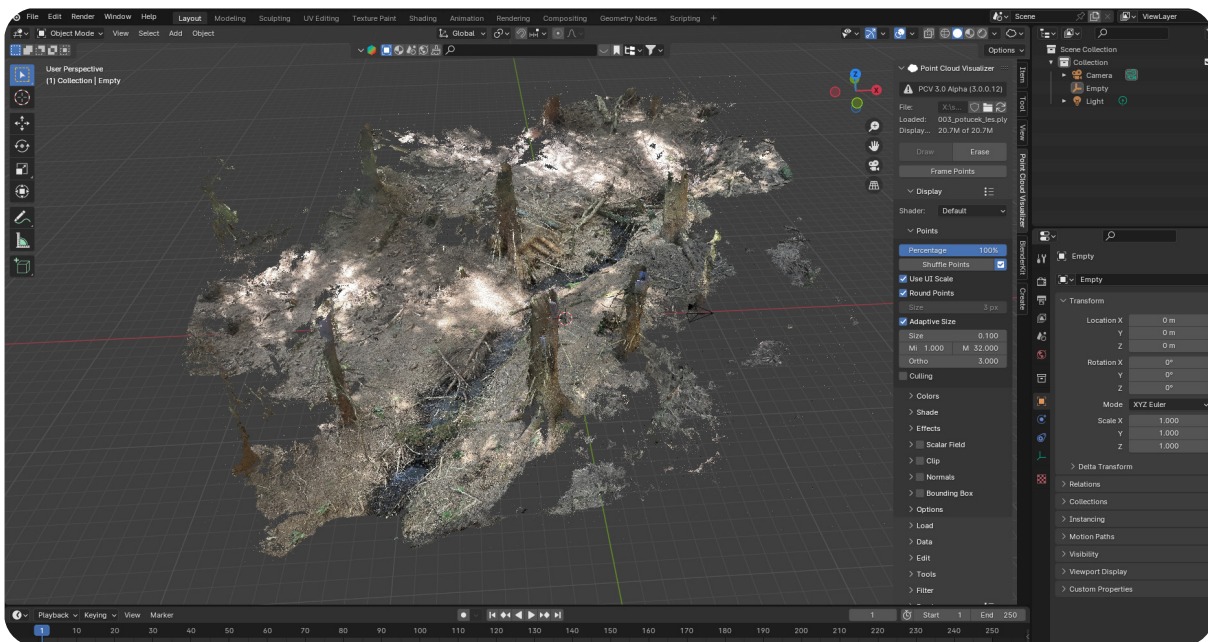 File Edit Render Window Help Layout Modeling Sculpting UV Editing Texture Paint Shading Animation Rendering Compositing Geometry Nodes Scripting + Scene ViewLayer
Object Mode View Select Add Object Global
Options
User Perspective
(1) Collection | Empty
Z
X
Point Cloud Visualizer
PCV 3.0 Alpha (3.0.0.12)
File: X:\s...
Loaded: 003_potucek_les.ply
Display... 20.7M of 20.7M
Draw Erase
Frame Points
Display
Shader: Default
Points
Percentage 100%
Shuffle Points
Use UI Scale
Round Points
Size 3 px
Adaptive Size
Size 0.100
Mi 1.000 M 32.000
Ortho 3.000
Culling
Colors
Shade
Effects
Scalar Field
Clip
Normals
Bounding Box
Options
Load
Data
Edit
Tools
Filter
Item
Tool
View
Point Cloud Visualizer
BlenderKit
Create
Scene Collection
Collection
Camera
Empty
Light
Empty
Empty
Transform
Location X 0 m
Y 0 m
Z 0 m
Rotation X 0°
Y 0°
Z 0°
Mode XYZ Euler
Scale X 1.000
Y 1.000
Z 1.000
Delta Transform
Relations
Collections
Instancing
Motion Paths
Visibility
Viewport Display
Custom Properties
Playback Keying View Marker 1 Start 1 End 250
1 10 20 30 40 50 60 70 80 90 100 110 120 130 140 150 160 170 180 190 200 210 220 230 240 250